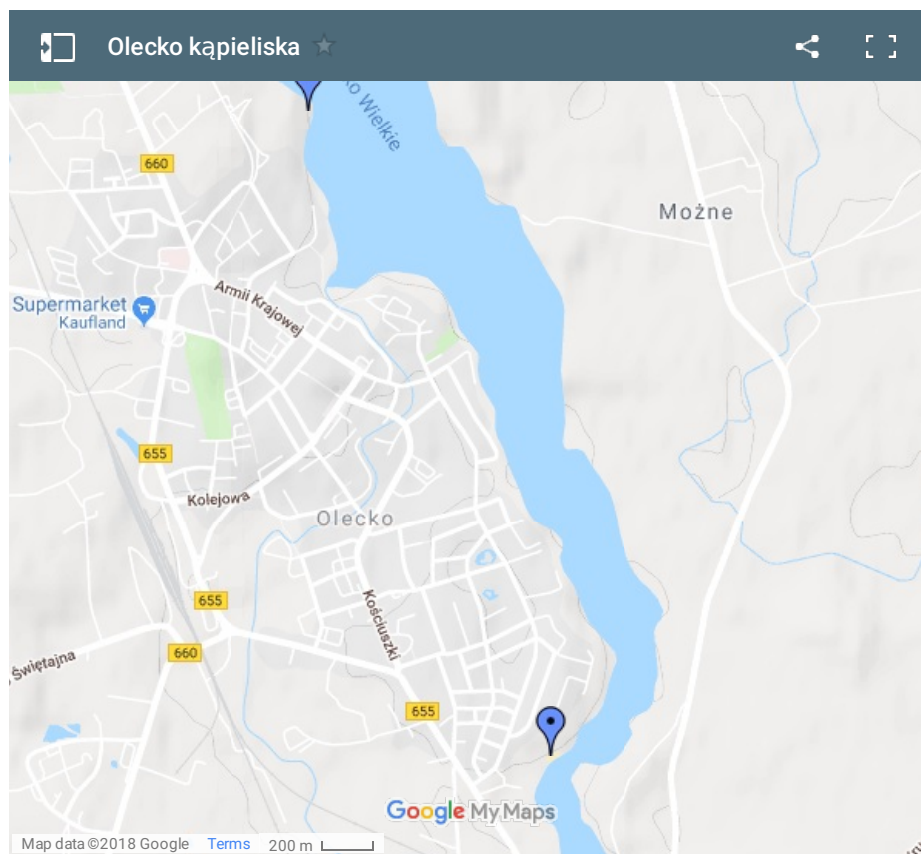 Olecko kąpieliska
ko Wielkie
660
Możne
Armii Krajowej
Supermarket
Kaufland
655
Kolejowa
Olecko
655
Kościuszki
660
Świętajna
655
Google My Maps
Map data ©2018 Google
Terms
200 m